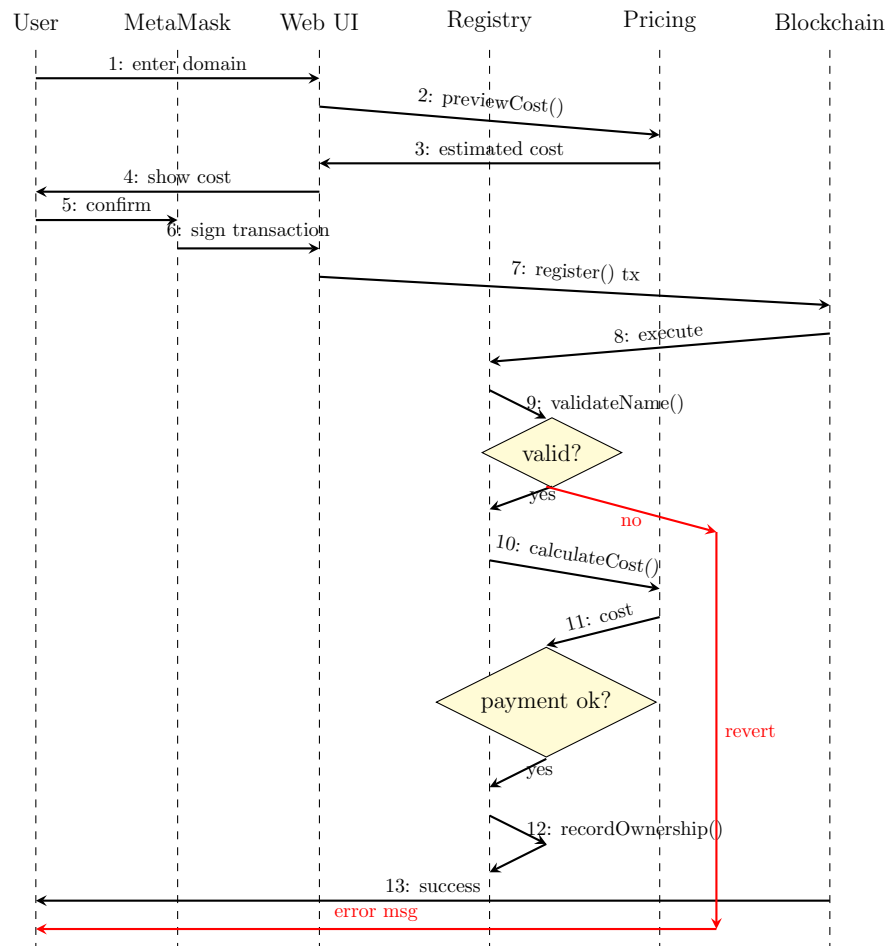 User
MetaMask
Web UI
Registry
Pricing
Blockchain
1: enter domain
2: previewCost()
3: estimated cost
4: show cost
5: confirm
6: sign transaction
7: register() tx
8: execute
9: validateName()
valid?
yes
no
10: calculateCost()
11: cost
payment ok?
revert
yes
12: recordOwnership()
13: success
error msg